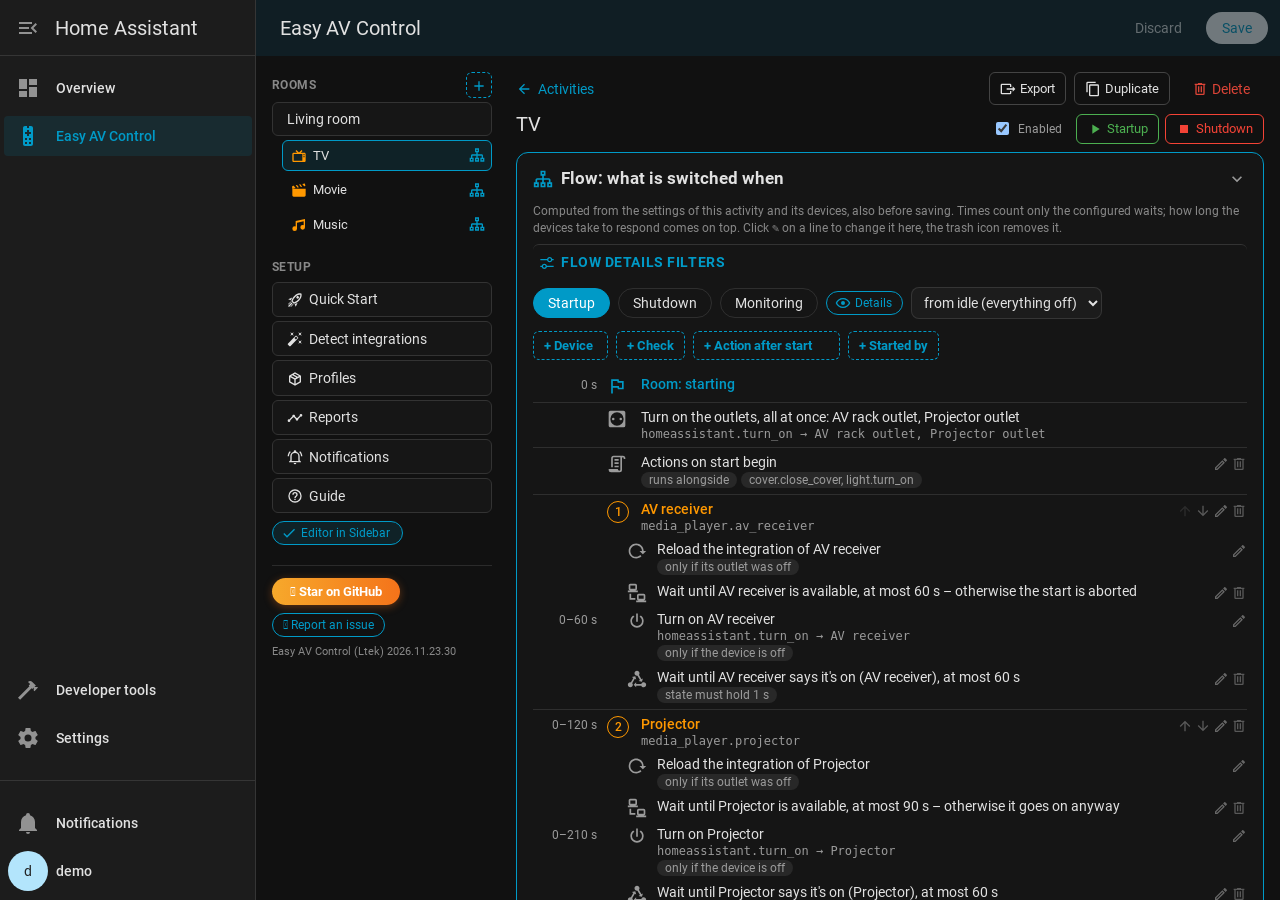 Home Assistant
Easy AV Control
Discard
Save
Overview
Easy AV Control
Developer tools
Settings
Notifications
d
demo
ROOMS
+
Living room
TV
Movie
Music
SETUP
Quick Start
Detect integrations
Profiles
Reports
Notifications
Guide
Editor in Sidebar
Star on GitHub
Report an issue
Easy AV Control (Ltek) 2026.11.23.30
Activities
Export
Duplicate
Delete
TV
Enabled
Startup
Shutdown
Flow: what is switched when
Computed from the settings of this activity and its devices, also before saving. Times count only the configured waits; how long the
devices take to respond comes on top. Click ✎ on a line to change it here, the trash icon removes it.
FLOW DETAILS FILTERS
Startup
Shutdown
Monitoring
Details
from idle (everything off)
+ Device
+ Check
+ Action after start
+ Started by
0 s
Room: starting
Turn on the outlets, all at once: AV rack outlet, Projector outlet
homeassistant.turn_on → AV rack outlet, Projector outlet
Actions on start begin
runs alongside
cover.close_cover, light.turn_on
1
AV receiver
media_player.av_receiver
Reload the integration of AV receiver
only if its outlet was off
Wait until AV receiver is available, at most 60 s – otherwise the start is aborted
0–60 s
Turn on AV receiver
homeassistant.turn_on → AV receiver
only if the device is off
Wait until AV receiver says it's on (AV receiver), at most 60 s
state must hold 1 s
0–120 s
2
Projector
media_player.projector
Reload the integration of Projector
only if its outlet was off
Wait until Projector is available, at most 90 s – otherwise it goes on anyway
0–210 s
Turn on Projector
homeassistant.turn_on → Projector
only if the device is off
Wait until Projector says it's on (Projector), at most 60 s